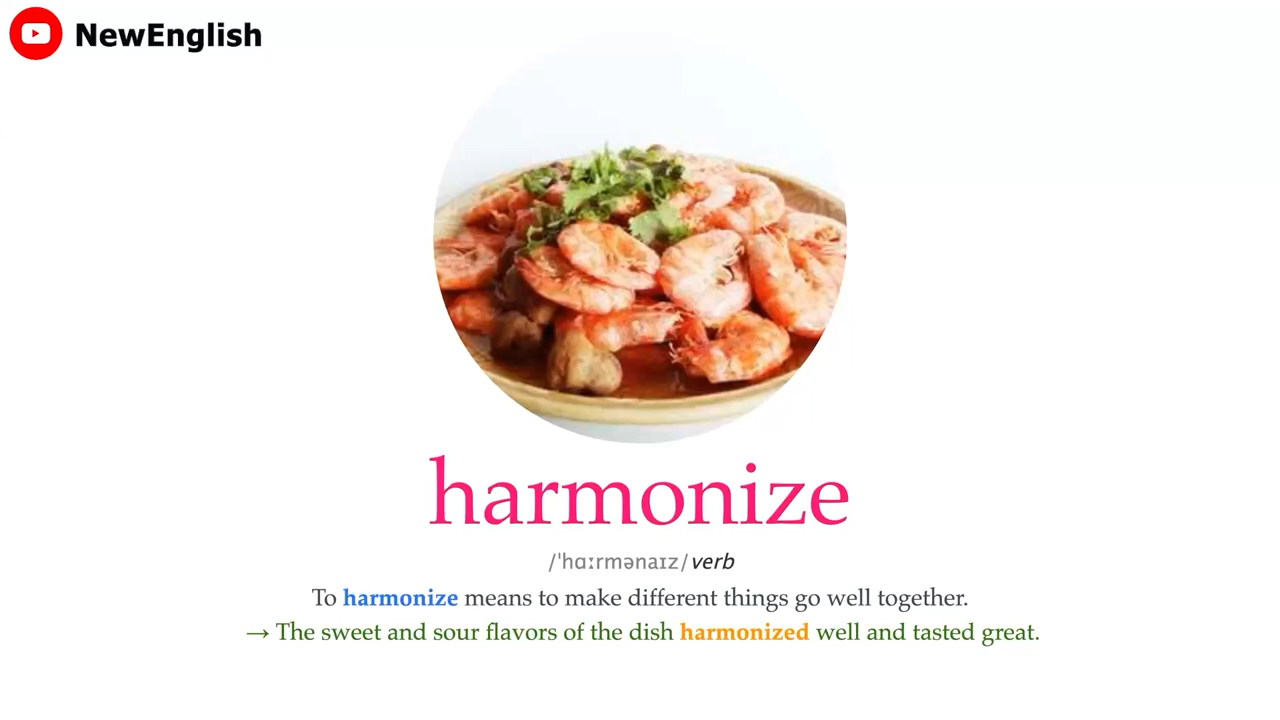 NewEnglish
harmonize
/ˈhɑːrmənaɪz/ verb
To harmonize means to make different things go well together.
→ The sweet and sour flavors of the dish harmonized well and tasted great.